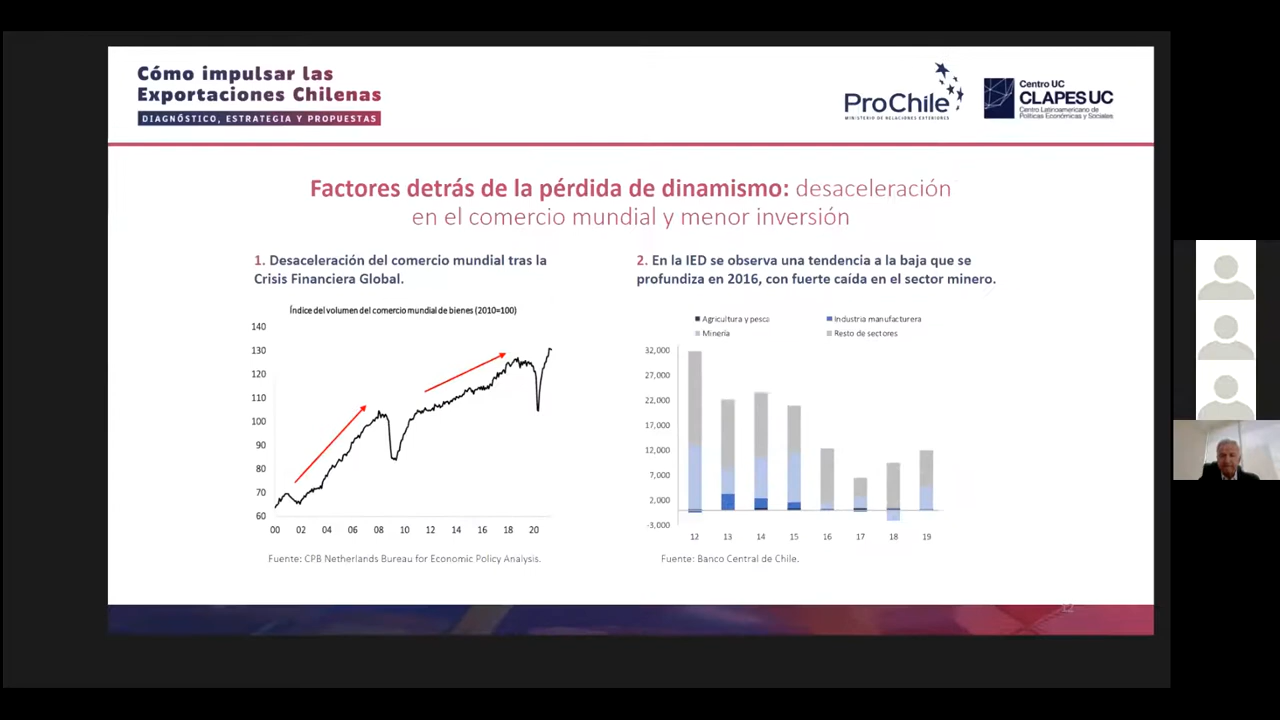 Cómo impulsar las
Exportaciones Chilenas
DIAGNÓSTICO, ESTRATEGIA Y PROPUESTAS
ProChile
MINISTERIO DE RELACIONES EXTERIORES
Centro UC
CLAPES UC
Centro Latinoamericano de
Políticas Económicas y Sociales
Factores detrás de la pérdida de dinamismo: desaceleración
en el comercio mundial y menor inversión
1. Desaceleración del comercio mundial tras la
Crisis Financiera Global.
Índice del volumen del comercio mundial de bienes (2010=100)
140
130
120
110
100
90
80
70
60
00 02 04 06 08 10 12 14 16 18 20
Fuente: CPB Netherlands Bureau for Economic Policy Analysis.
2. En la IED se observa una tendencia a la baja que se
profundiza en 2016, con fuerte caída en el sector minero.
Agricultura y pesca Industria manufacturera
Minería Resto de sectores
32,000
27,000
22,000
17,000
12,000
7,000
2,000
-3,000
12 13 14 15 16 17 18 19
Fuente: Banco Central de Chile.
12